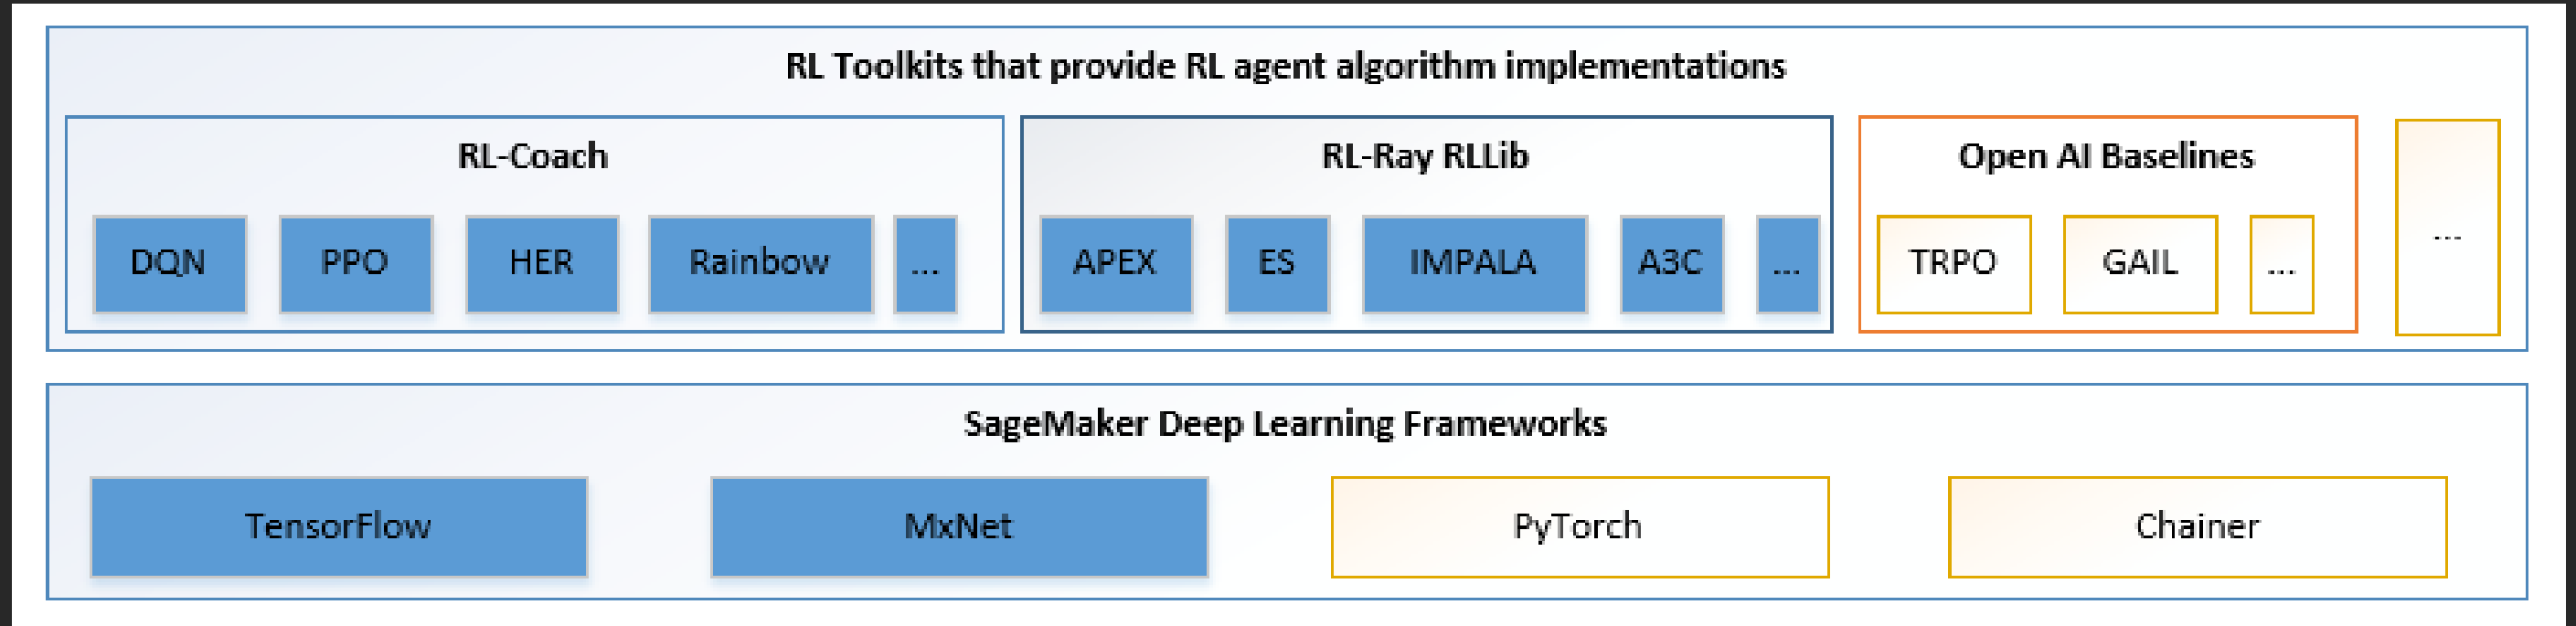 RL Toolkits that provide RL agent algorithm implementations
RL-Coach
DQN
PPO
HER
Rainbow
...
RL-Ray RLLib
APEX
ES
IMPALA
A3C
...
Open AI Baselines
TRPO
GAIL
...
...
SageMaker Deep Learning Frameworks
TensorFlow
MxNet
PyTorch
Chainer